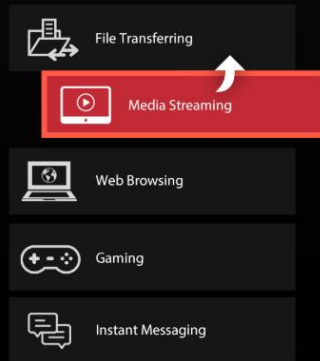 File Transferring
Media Streaming
Web Browsing
Gaming
Instant Messaging